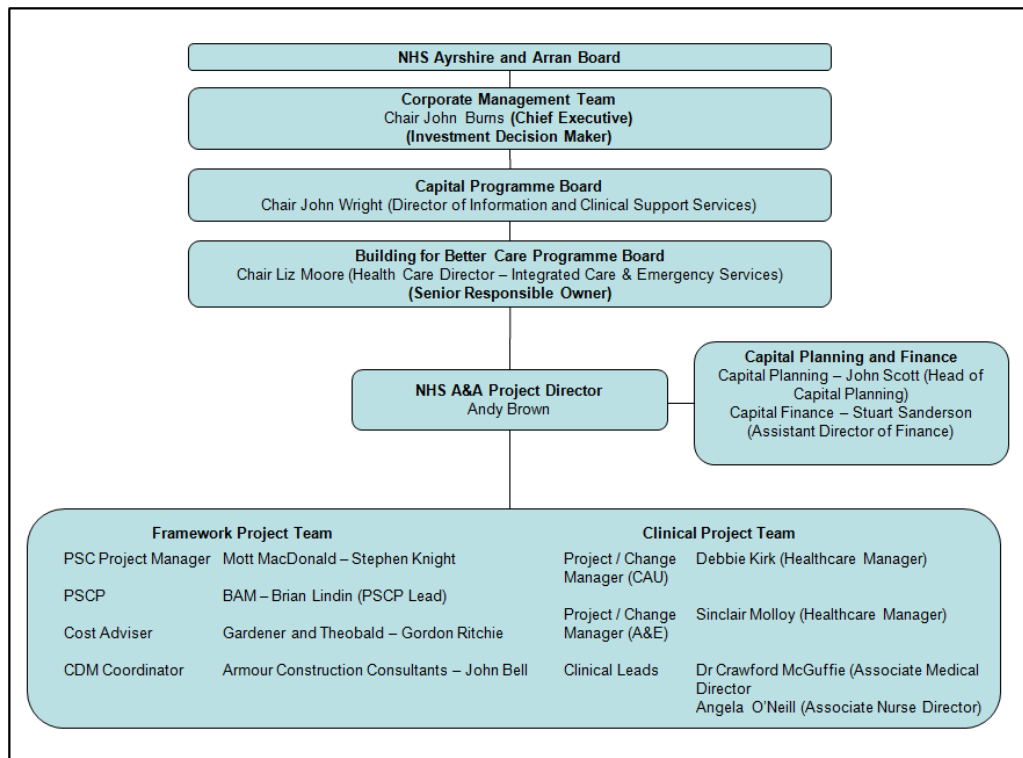 NHS Ayrshire and Arran Board
Corporate Management Team
Chair John Burns (Chief Executive)
(Investment Decision Maker)
Capital Programme Board
Chair John Wright (Director of Information and Clinical Support Services)
Building for Better Care Programme Board
Chair Liz Moore (Health Care Director – Integrated Care & Emergency Services)
(Senior Responsible Owner)
NHS A&A Project Director
Andy Brown
Capital Planning and Finance
Capital Planning – John Scott (Head of
Capital Planning)
Capital Finance – Stuart Sanderson
(Assistant Director of Finance)
Framework Project Team
PSC Project Manager Mott MacDonald – Stephen Knight
PSCP BAM – Brian Lindin (PSCP Lead)
Cost Adviser Gardener and Theobald – Gordon Ritchie
CDM Coordinator Armour Construction Consultants – John Bell
Clinical Project Team
Project / Change Debbie Kirk (Healthcare Manager)
Manager (CAU)
Project / Change Sinclair Molloy (Healthcare Manager)
Manager (A&E)
Clinical Leads Dr Crawford McGuffie (Associate Medical
Director
Angela O'Neill (Associate Nurse Director)